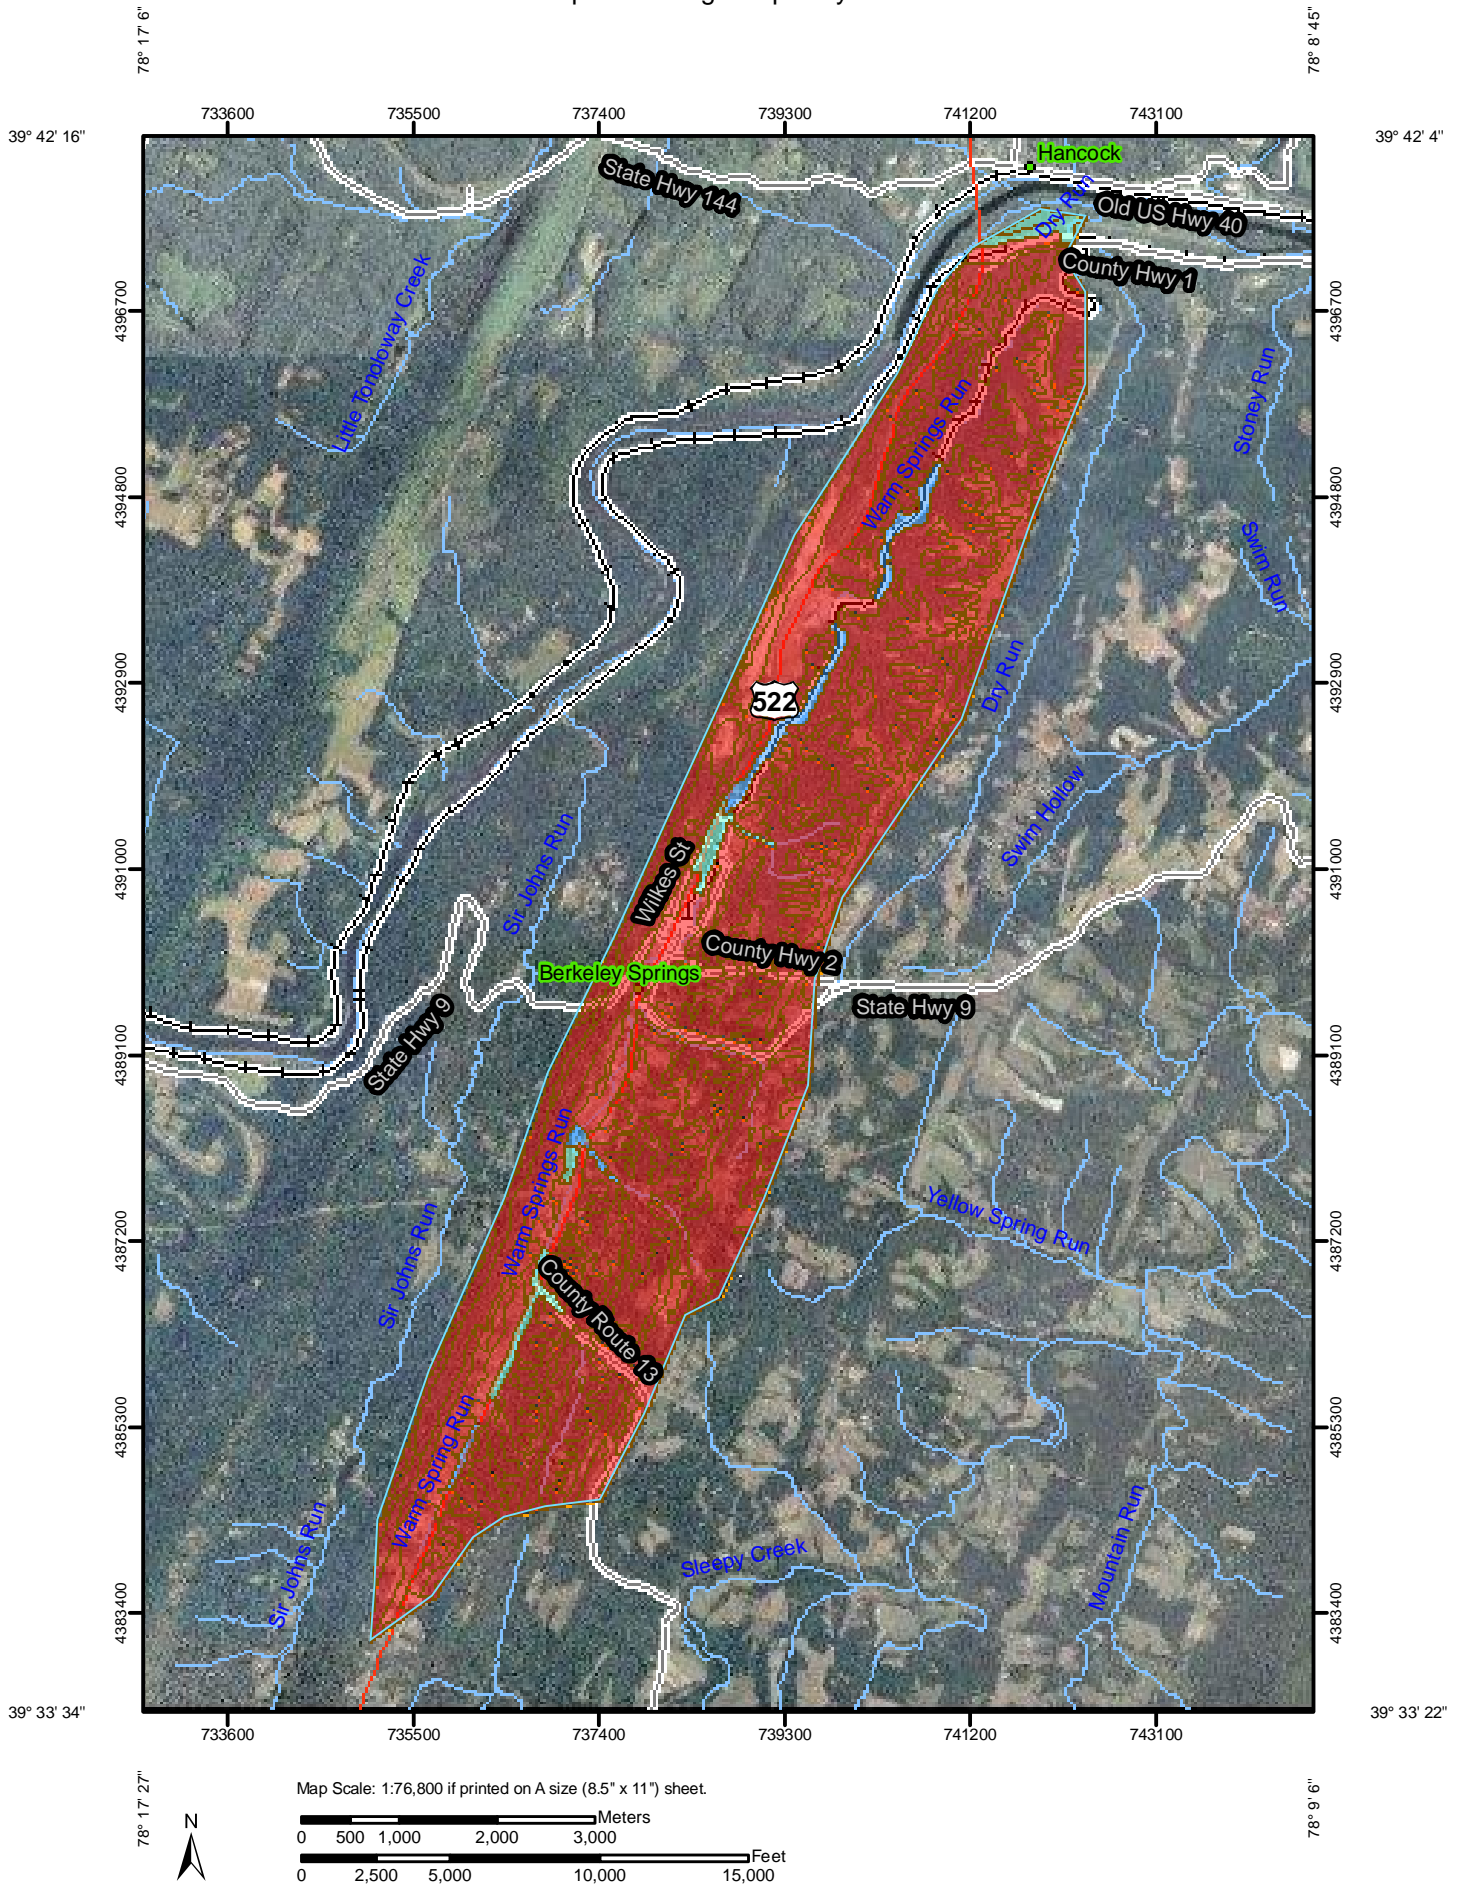 78° 17' 6"
78° 8' 45"
39° 42' 16"
39° 42' 4"
733600
735500
737400
739300
741200
743100
Hancock
State Hwy 144
Dry Run
Old US Hwy 40
County Hwy 1
Little Tonoloway Creek
4396700
4396700
Stoney Run
Warm Springs Run
4394800
4394800
Swim Run
4392900
4392900
Dry Run
522
Swim Hollow
Sir Johns Run
Wilkes St
4391000
4391000
County Hwy 2
Berkeley Springs
State Hwy 9
State Hwy 9
4389100
4389100
Warm Springs Run
Yellow Spring Run
Sir Johns Run
4387200
4387200
County Route 13
4385300
4385300
Warm Spring Run
Sir Johns Run
Sleepy Creek
Mountain Run
4383400
4383400
39° 33' 34"
39° 33' 22"
733600
735500
737400
739300
741200
743100
78° 17' 27"
78° 9' 6"
Map Scale: 1:76,800 if printed on A size (8.5" x 11") sheet.
N
Meters
0 500 1,000 2,000 3,000
Feet
0 2,500 5,000 10,000 15,000